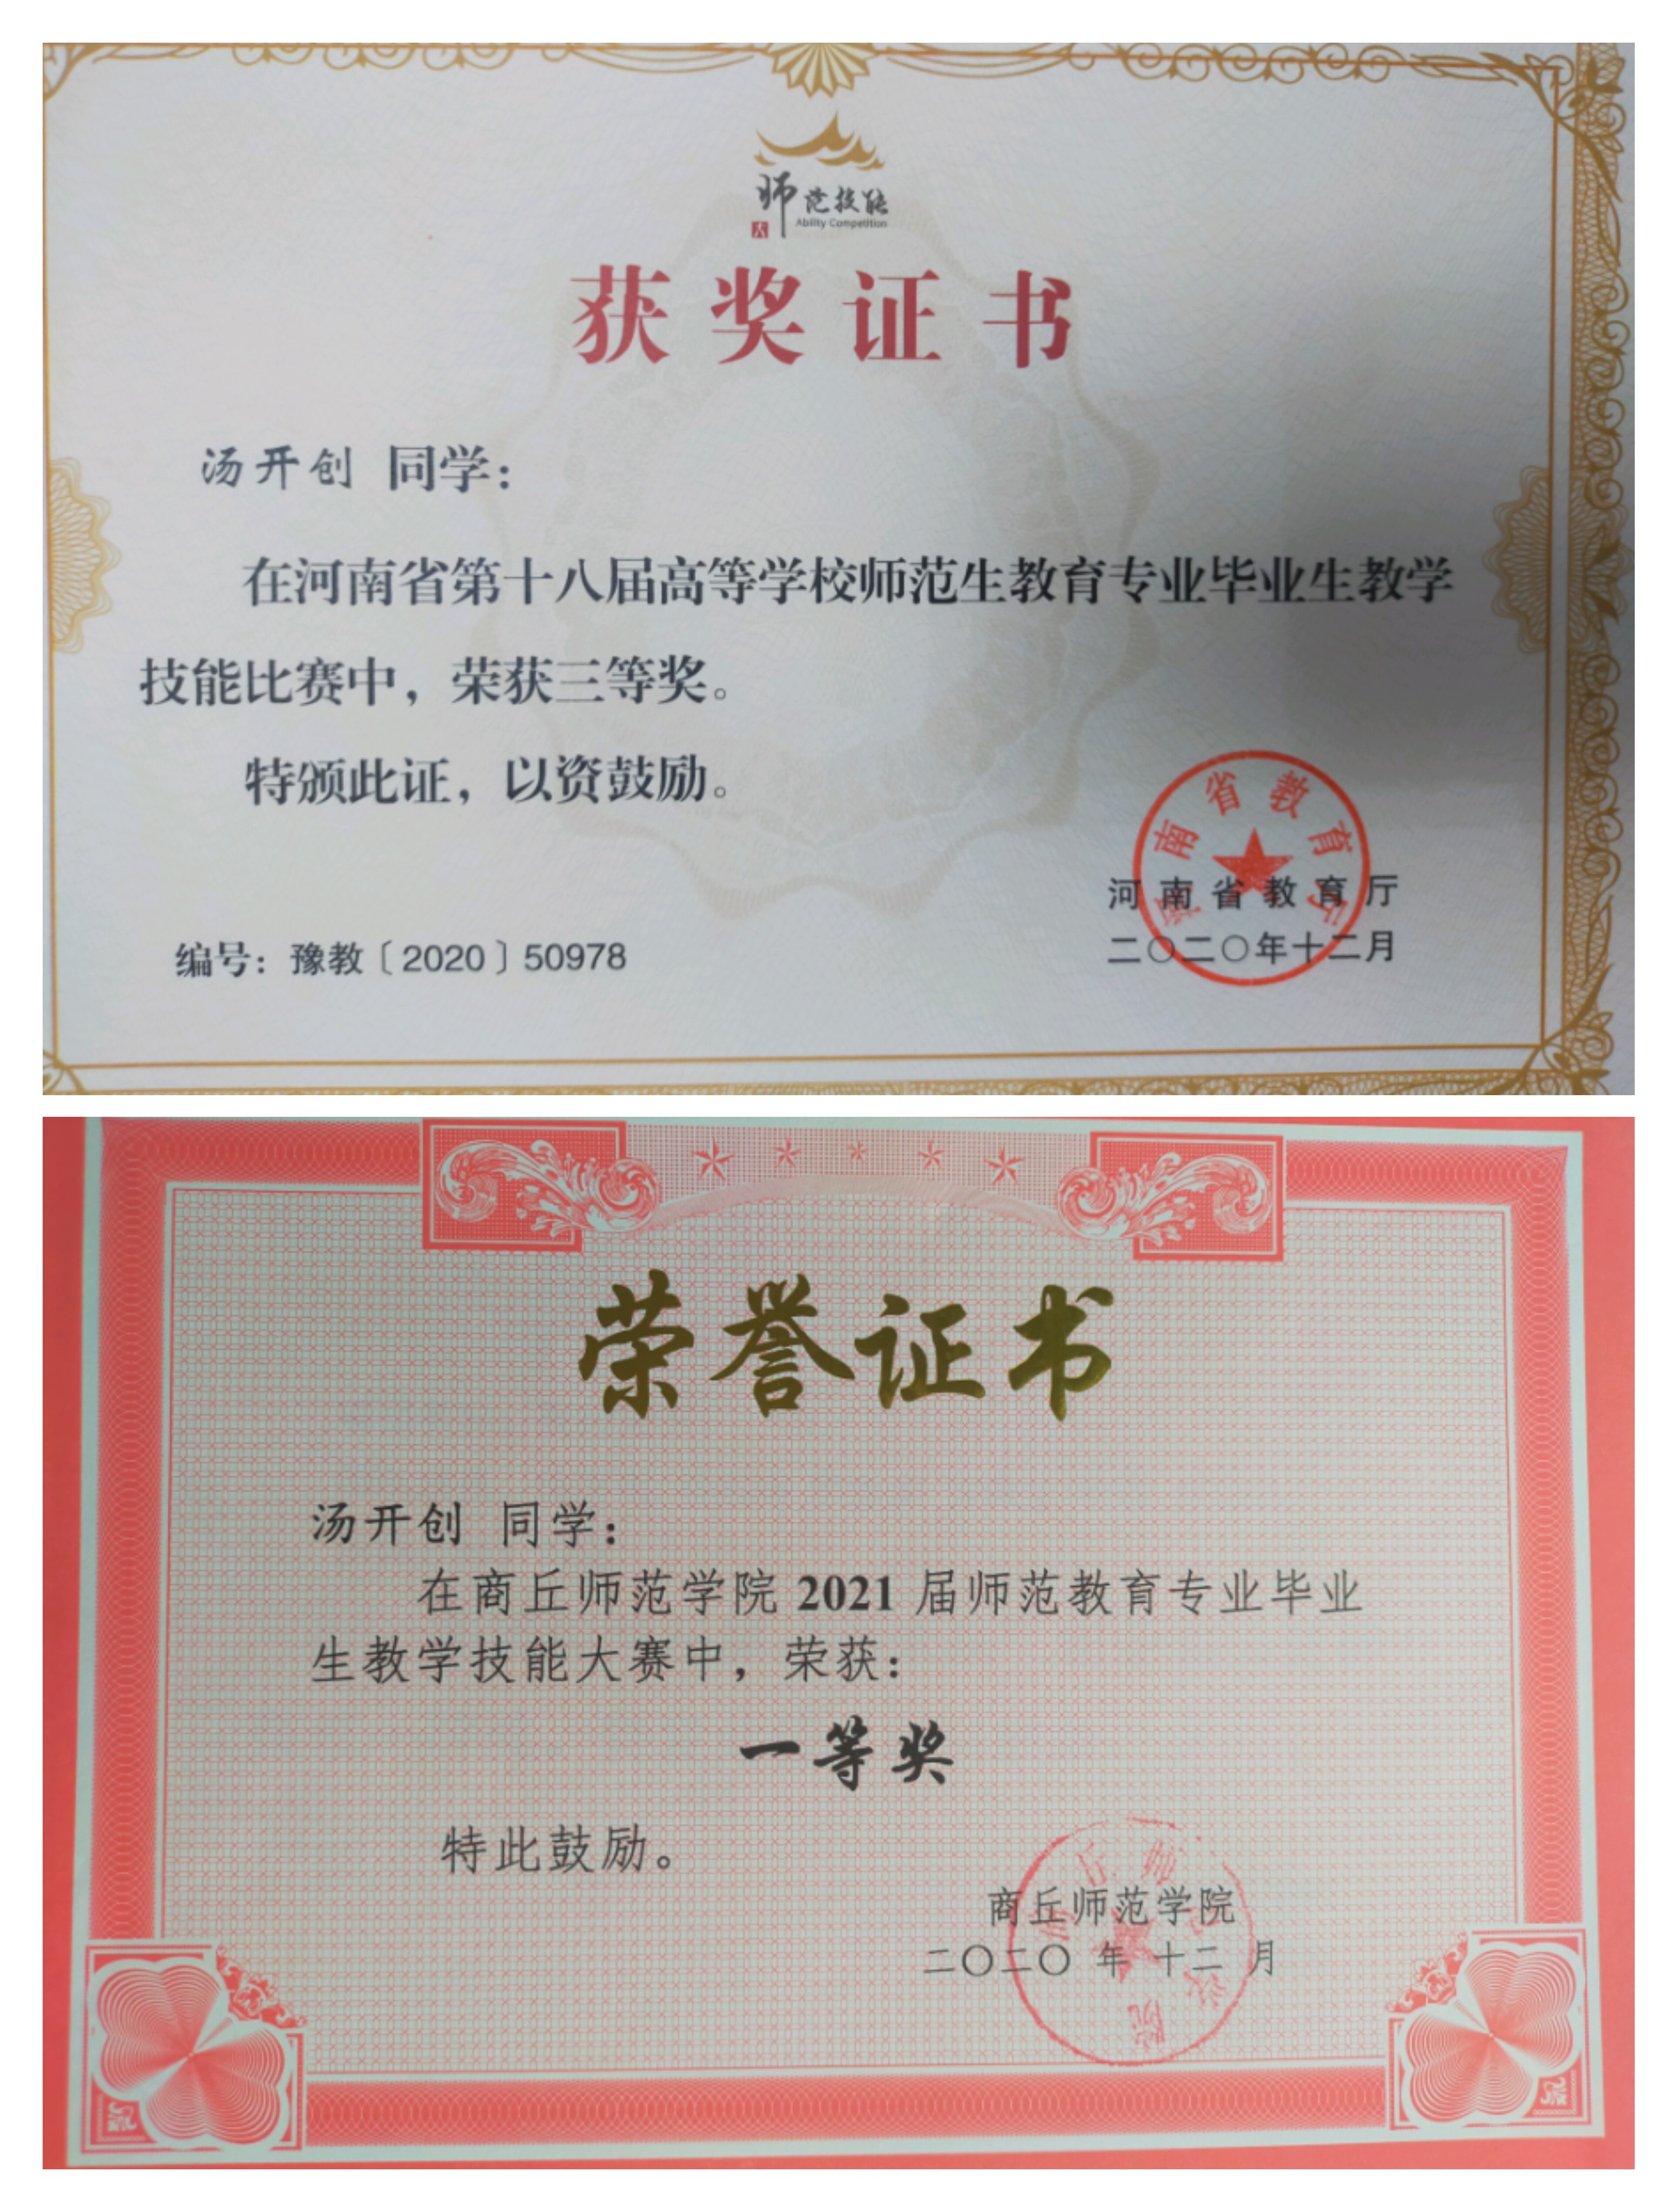 师范技能
Ability Competition
获奖证书
汤开创 同学：
在河南省第十八届高等学校师范生教育专业毕业生教学
技能比赛中，荣获三等奖。
特颁此证，以资鼓励。
河南省教育厅
河南省教育厅
二〇二〇年十二月
编号：豫教〔2020〕50978
荣誉证书
汤开创 同学：
在商丘师范学院 2021 届师范教育专业毕业
生教学技能大赛中，荣获：
一等奖
特此鼓励。
商丘师范学院
二〇二〇 年 十二 月